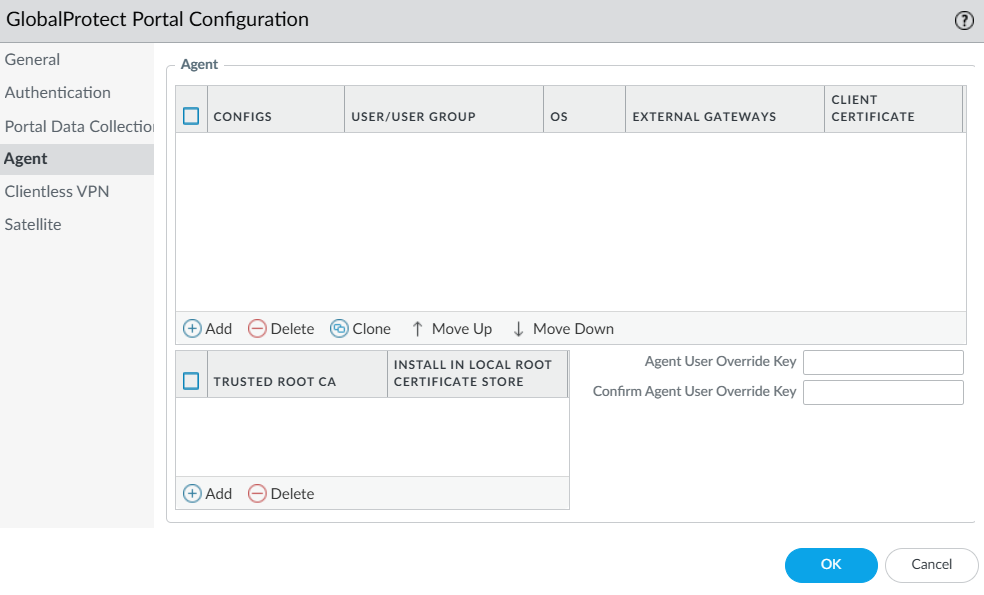 GlobalProtect Portal Configuration
?
General
Authentication
Portal Data Collection
Agent
Clientless VPN
Satellite
Agent
CONFIGS
USER/USER GROUP
OS
EXTERNAL GATEWAYS
CLIENT
CERTIFICATE
Add
Delete
Clone
Move Up
Move Down
TRUSTED ROOT CA
INSTALL IN LOCAL ROOT
CERTIFICATE STORE
Add
Delete
Agent User Override Key
Confirm Agent User Override Key
OK
Cancel